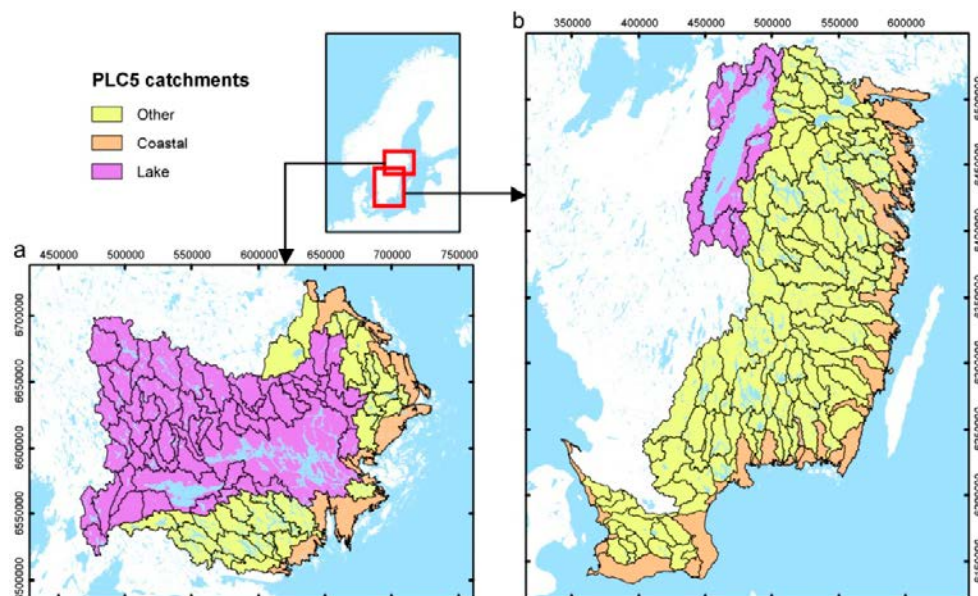 b
350000 400000 450000 500000 550000 600000
PLC5 catchments
Other
Coastal
Lake
a
450000 500000 550000 600000 650000 700000 750000
6700000
6650000
6600000
6550000